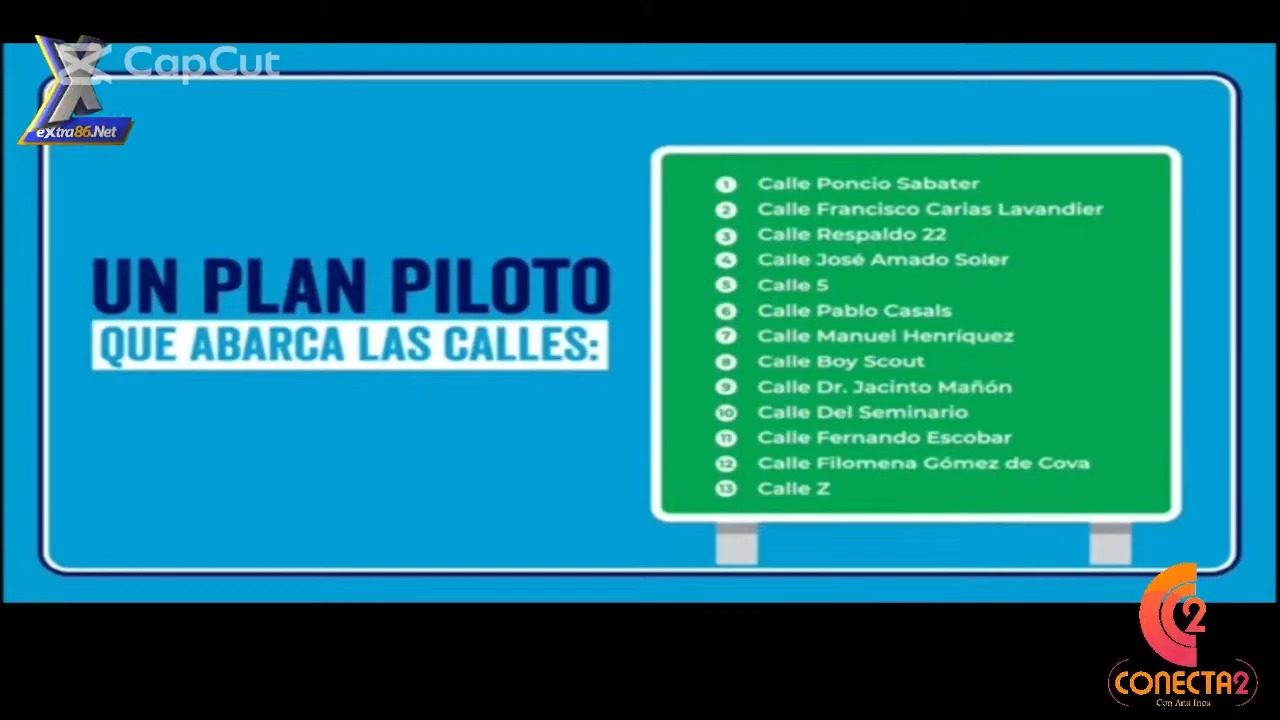 CapCut
eXtra86.Net
UN PLAN PILOTO
QUE ABARCA LAS CALLES:
1 Calle Poncio Sabater
2 Calle Francisco Carias Lavandier
3 Calle Respaldo 22
4 Calle José Amado Soler
5 Calle 5
6 Calle Pablo Casals
7 Calle Manuel Henríquez
8 Calle Boy Scout
9 Calle Dr. Jacinto Mañón
10 Calle Del Seminario
11 Calle Fernando Escobar
12 Calle Filomena Gómez de Cova
13 Calle Z
2
CONECTA2
Con Ana